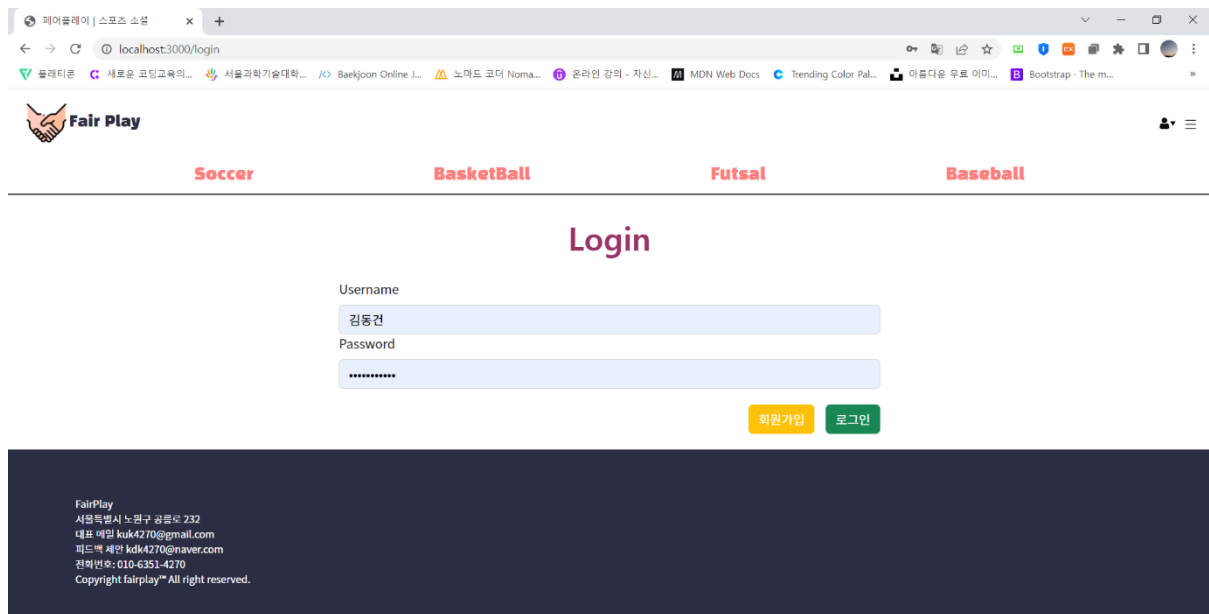 페어플레이 | 스포츠 소셜
localhost:3000/login
플래티콘 새로운 코딩교육의... 서울과학기술대학... Baekjoon Online J... 노마드 코더 Noma... 온라인 강의 - 자신... MDN Web Docs Trending Color Pal... 아름다운 무료 이미... Bootstrap · The m...
Fair Play
Soccer BasketBall Futsal Baseball
Login
Username
김동건
Password
•••••••••••
회원가입 로그인
FairPlay
서울특별시 노원구 공릉로 232
대표 메일 kuk4270@gmail.com
피드백 제안 kdk4270@naver.com
전화번호: 010-6351-4270
Copyright fairplay™ All right reserved.